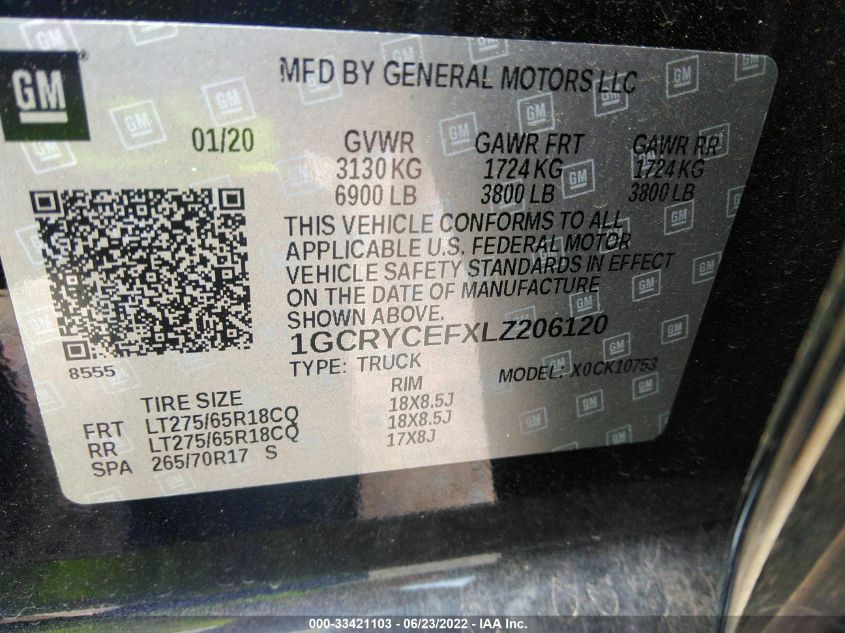 GM
MFD BY GENERAL MOTORS LLC
01/20 GVWR GAWR FRT GAWR RR
3130 KG 1724 KG 1724 KG
6900 LB 3800 LB 3800 LB
THIS VEHICLE CONFORMS TO ALL
APPLICABLE U.S. FEDERAL MOTOR
VEHICLE SAFETY STANDARDS IN EFFECT
ON THE DATE OF MANUFACTURE
SHOWN ABOVE.
1GCRYCEFXLZ206120
8555
TYPE: TRUCK MODEL: X0CK10753
TIRE SIZE RIM
FRT LT275/65R18CQ 18X8.5J
RR LT275/65R18CQ 18X8.5J
SPA 265/70R17 S 17X8J
000-33421103 - 06/23/2022 - IAA Inc.